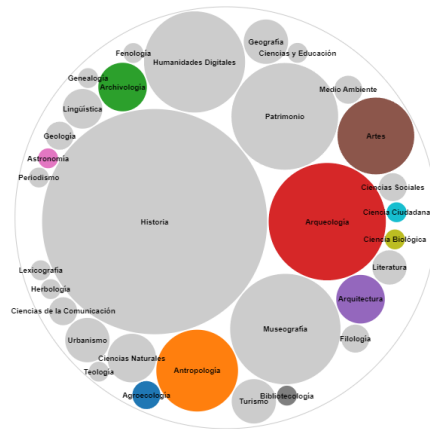 Geografía
Fenología
Ciencias y Educación
Humanidades Digitales
Genealogía
Archivología
Medio Ambiente
Lingüística
Patrimonio
Geología
Artes
Astronomía
Periodismo
Ciencias Sociales
Historia
Arqueología
Ciencia Ciudadana
Ciencia Biológica
Lexicografía
Literatura
Herbología
Arquitectura
Ciencias de la Comunicación
Museografía
Urbanismo
Filología
Ciencias Naturales
Teología
Antropología
Agroecología
Turismo
Bibliotecología